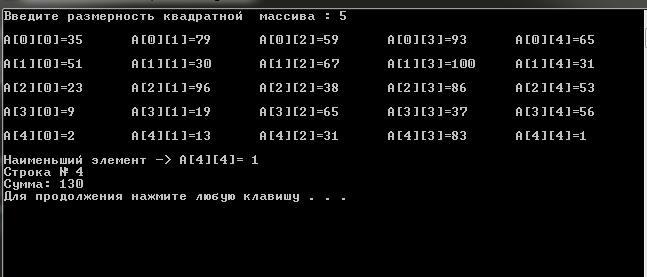 Введите размерность квадратной  массива : 5
A[0][0]=35 A[0][1]=79 A[0][2]=59 A[0][3]=93 A[0][4]=65
A[1][0]=51 A[1][1]=30 A[1][2]=67 A[1][3]=100 A[1][4]=31
A[2][0]=23 A[2][1]=96 A[2][2]=38 A[2][3]=86 A[2][4]=53
A[3][0]=9 A[3][1]=19 A[3][2]=65 A[3][3]=37 A[3][4]=56
A[4][0]=2 A[4][1]=13 A[4][2]=31 A[4][3]=83 A[4][4]=1
Наименьший элемент -> A[4][4]= 1
Строка № 4
Сумма: 130
Для продолжения нажмите любую клавишу . . .